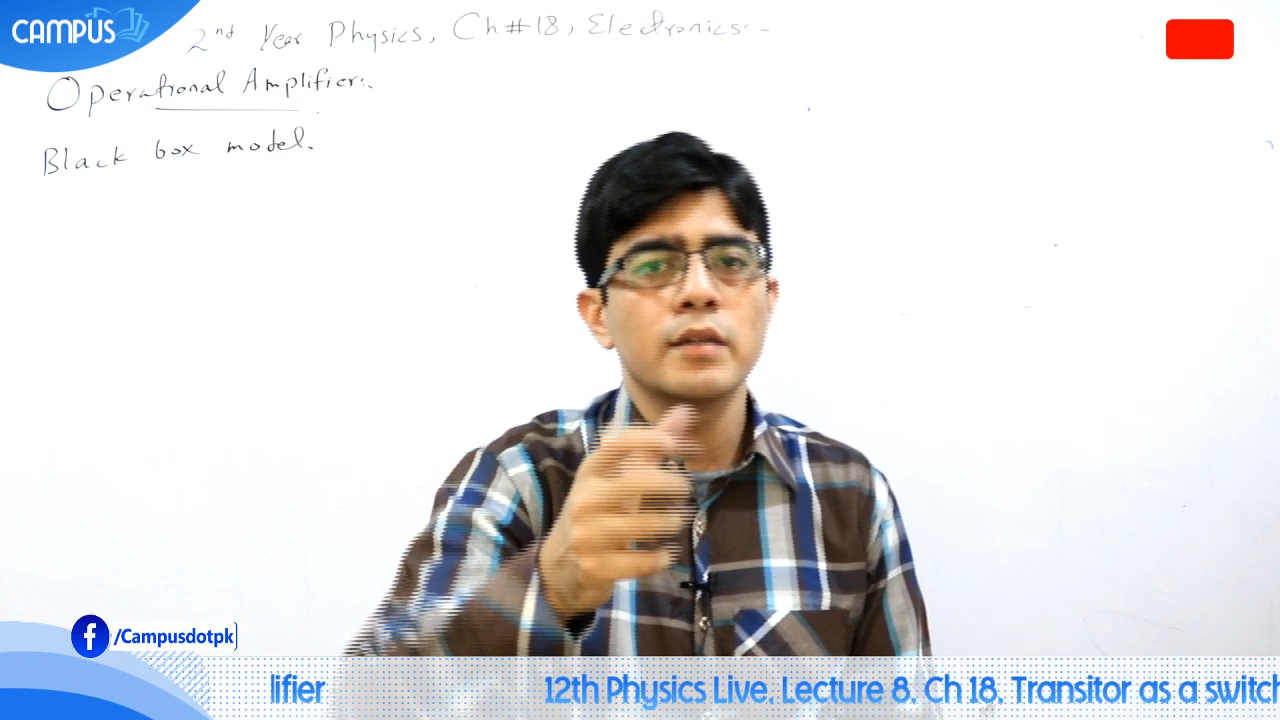 CAMPUS
2nd Year Physics, Ch#18, Electronics:-
Operational Amplifier:.
Black box model.
/Campusdotpk
lifier 12th Physics Live, Lecture 8, Ch 18, Transitor as a switch